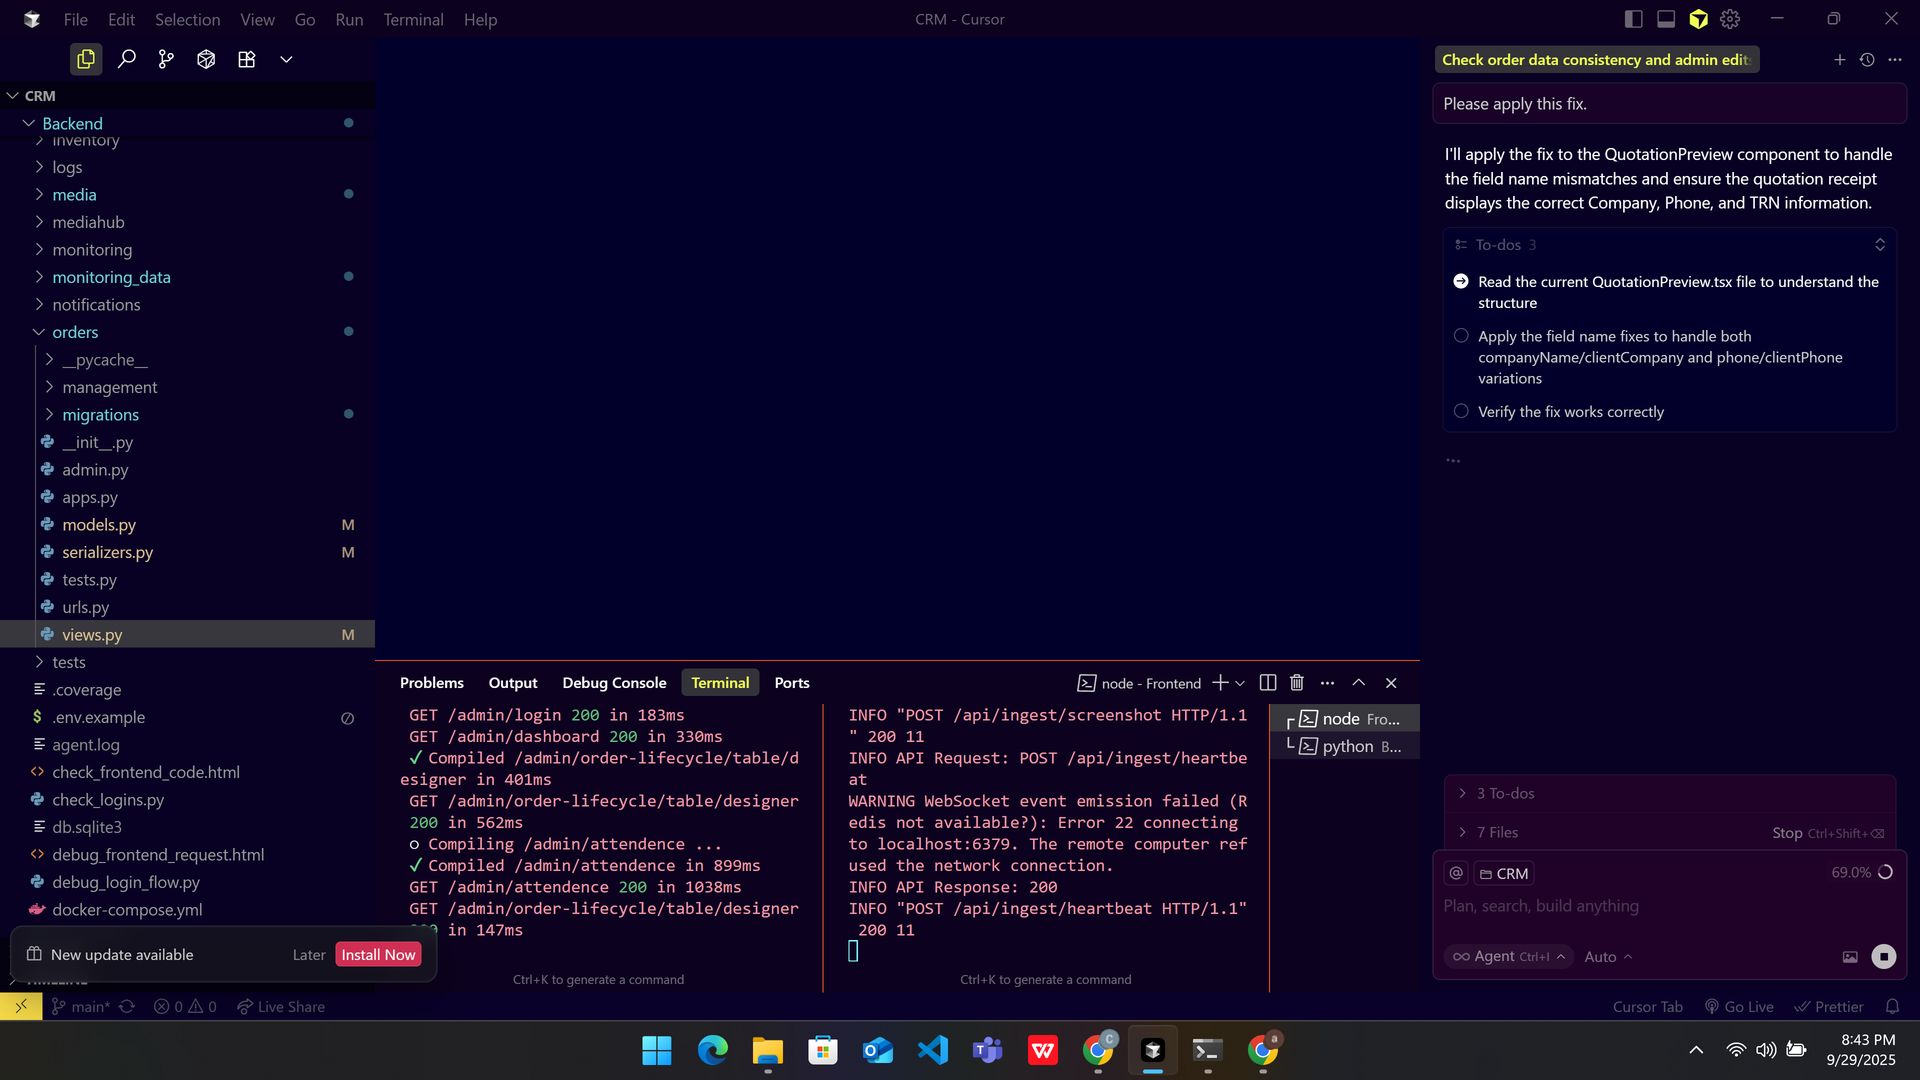 File Edit Selection View Go Run Terminal Help
CRM - Cursor
CRM
Backend
inventory
logs
media
mediahub
monitoring
monitoring_data
notifications
orders
__pycache__
management
migrations
__init__.py
admin.py
apps.py
models.py M
serializers.py M
tests.py
urls.py
views.py M
tests
.coverage
.env.example
agent.log
check_frontend_code.html
check_logins.py
db.sqlite3
debug_frontend_request.html
debug_login_flow.py
docker-compose.yml
New update available Later Install Now
TIMELINE
Problems Output Debug Console Terminal Ports
node - Frontend
GET /admin/login 200 in 183ms
GET /admin/dashboard 200 in 330ms
✓ Compiled /admin/order-lifecycle/table/d
esigner in 401ms
GET /admin/order-lifecycle/table/designer
200 in 562ms
○ Compiling /admin/attendence ...
✓ Compiled /admin/attendence in 899ms
GET /admin/attendence 200 in 1038ms
GET /admin/order-lifecycle/table/designer
in 147ms
Ctrl+K to generate a command
INFO "POST /api/ingest/screenshot HTTP/1.1
" 200 11
INFO API Request: POST /api/ingest/heartbe
at
WARNING WebSocket event emission failed (R
edis not available?): Error 22 connecting
to localhost:6379. The remote computer ref
used the network connection.
INFO API Response: 200
INFO "POST /api/ingest/heartbeat HTTP/1.1"
200 11
Ctrl+K to generate a command
node Fro...
python B...
Check order data consistency and admin edit
Please apply this fix.
I'll apply the fix to the QuotationPreview component to handle
the field name mismatches and ensure the quotation receipt
displays the correct Company, Phone, and TRN information.
To-dos 3
Read the current QuotationPreview.tsx file to understand the
structure
Apply the field name fixes to handle both
companyName/clientCompany and phone/clientPhone
variations
Verify the fix works correctly
...
3 To-dos
7 Files Stop Ctrl+Shift+⌫
@ CRM 69.0%
Plan, search, build anything
Agent Ctrl+I Auto
main* 0 0 Live Share
Cursor Tab Go Live Prettier
8:43 PM
9/29/2025